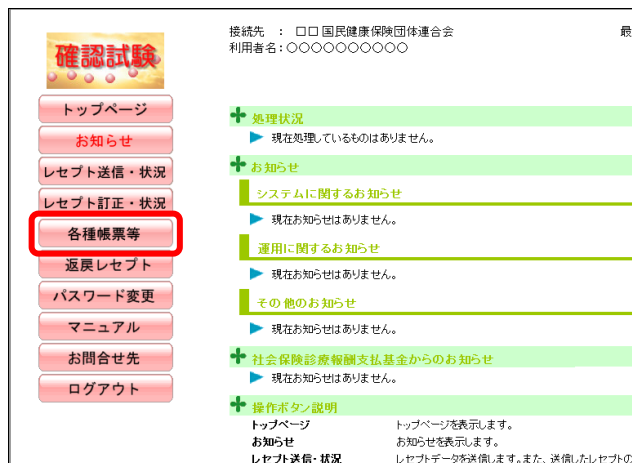 確認試験
トップページ
お知らせ
レセプト送信・状況
レセプト訂正・状況
各種帳票等
返戻レセプト
パスワード変更
マニュアル
お問合せ先
ログアウト
接続先 ： □□国民健康保険団体連合会
最
利用者名：○○○○○○○○○○
処理状況
現在処理しているものはありません。
お知らせ
システムに関するお知らせ
現在お知らせはありません。
運用に関するお知らせ
現在お知らせはありません。
その他のお知らせ
現在お知らせはありません。
社会保険診療報酬支払基金からのお知らせ
現在お知らせはありません。
操作ボタン説明
トップページ トップページを表示します。
お知らせ お知らせを表示します。
レセプト送信・状況 レセプトデータを送信します。また、送信したレセプトの